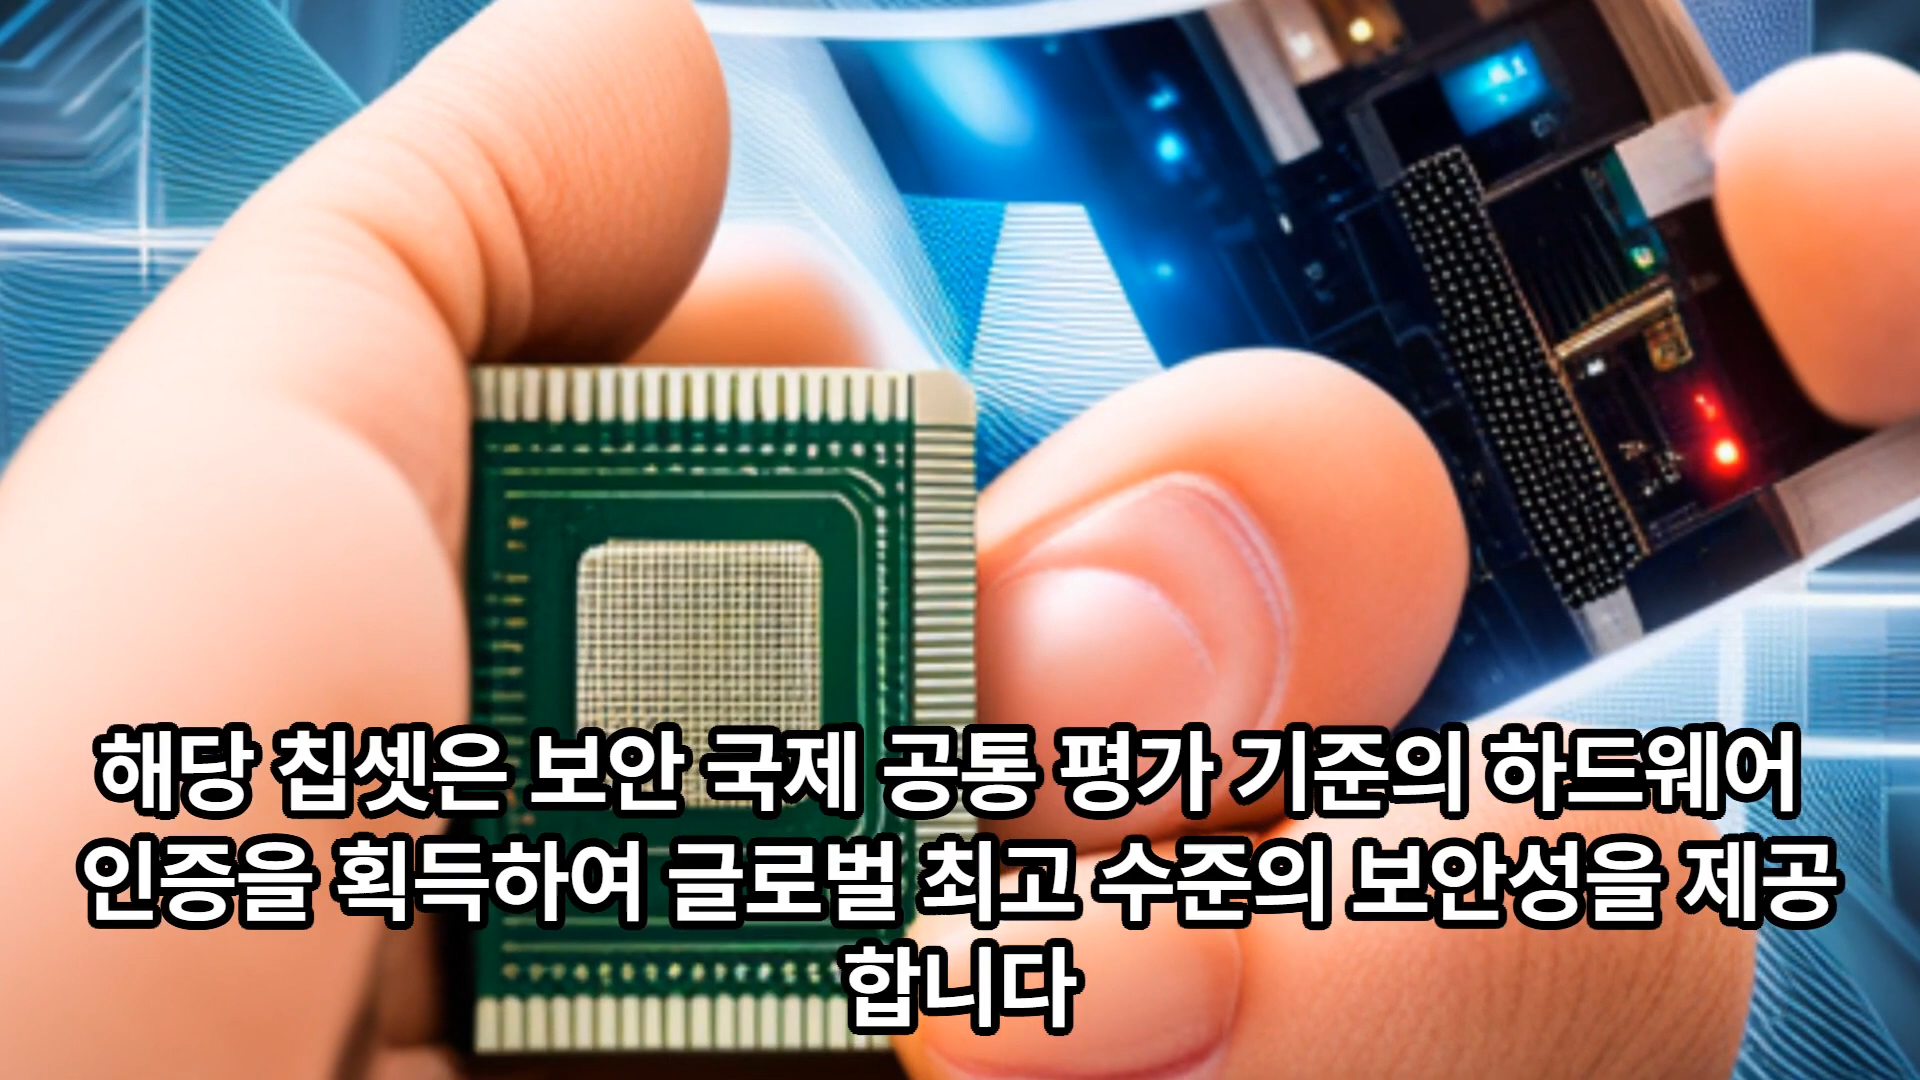 해당 칩셋은 보안 국제 공통 평가 기준의 하드웨어
인증을 획득하여 글로벌 최고 수준의 보안성을 제공
합니다